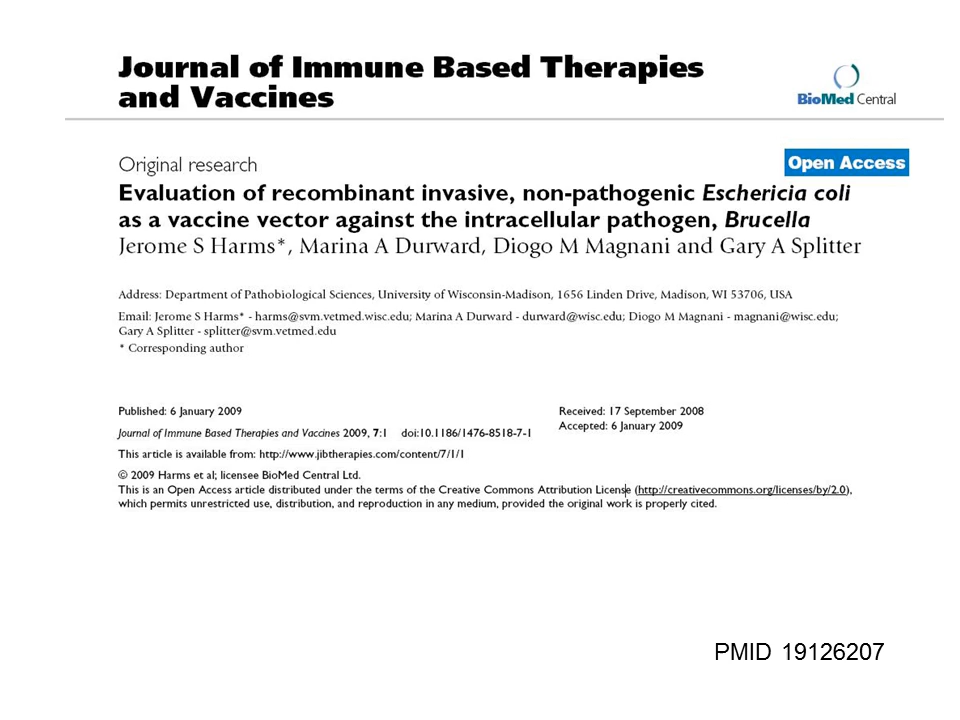 Journal of Immune Based Therapies
and Vaccines
BioMed Central
Original research
Open Access
Evaluation of recombinant invasive, non-pathogenic Eschericia coli
as a vaccine vector against the intracellular pathogen, Brucella
Jerome S Harms*, Marina A Durward, Diogo M Magnani and Gary A Splitter
Address: Department of Pathobiological Sciences, University of Wisconsin-Madison, 1656 Linden Drive, Madison, WI 53706, USA
Email: Jerome S Harms* - harms@svm.vetmed.wisc.edu; Marina A Durward - durward@wisc.edu; Diogo M Magnani - magnani@wisc.edu;
Gary A Splitter - splitter@svm.vetmed.edu
* Corresponding author
Published: 6 January 2009
Received: 17 September 2008
Accepted: 6 January 2009
Journal of Immune Based Therapies and Vaccines 2009, 7:1 doi:10.1186/1476-8518-7-1
This article is available from: http://www.jibtherapies.com/content/7/1/1
© 2009 Harms et al; licensee BioMed Central Ltd.
This is an Open Access article distributed under the terms of the Creative Commons Attribution License (http://creativecommons.org/licenses/by/2.0),
which permits unrestricted use, distribution, and reproduction in any medium, provided the original work is properly cited.
PMID 19126207